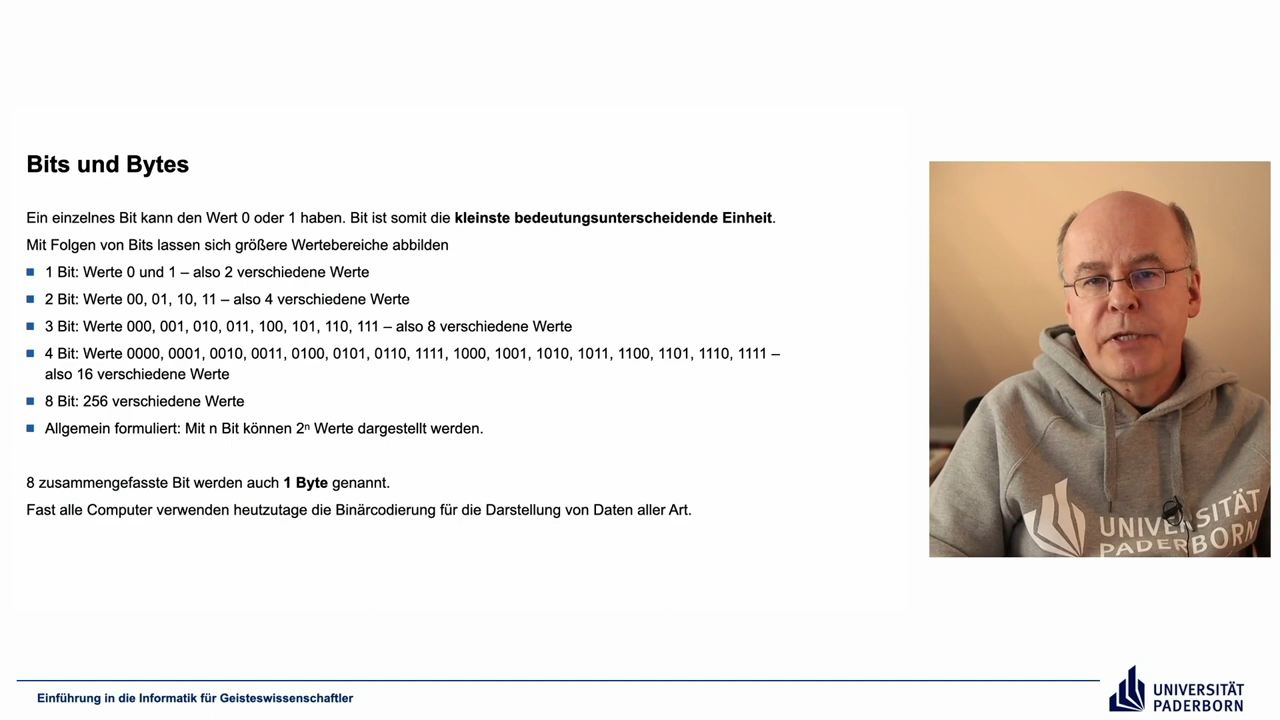 Bits und Bytes
Ein einzelnes Bit kann den Wert 0 oder 1 haben. Bit ist somit die kleinste bedeutungsunterscheidende Einheit.
Mit Folgen von Bits lassen sich größere Wertebereiche abbilden
1 Bit: Werte 0 und 1 – also 2 verschiedene Werte
2 Bit: Werte 00, 01, 10, 11 – also 4 verschiedene Werte
3 Bit: Werte 000, 001, 010, 011, 100, 101, 110, 111 – also 8 verschiedene Werte
4 Bit: Werte 0000, 0001, 0010, 0011, 0100, 0101, 0110, 1111, 1000, 1001, 1010, 1011, 1100, 1101, 1110, 1111 –
also 16 verschiedene Werte
8 Bit: 256 verschiedene Werte
Allgemein formuliert: Mit n Bit können 2ⁿ Werte dargestellt werden.
8 zusammengefasste Bit werden auch 1 Byte genannt.
Fast alle Computer verwenden heutzutage die Binärcodierung für die Darstellung von Daten aller Art.
UNIVERSITÄT
PADERBORN
Einführung in die Informatik für Geisteswissenschaftler
UNIVERSITÄT
PADERBORN